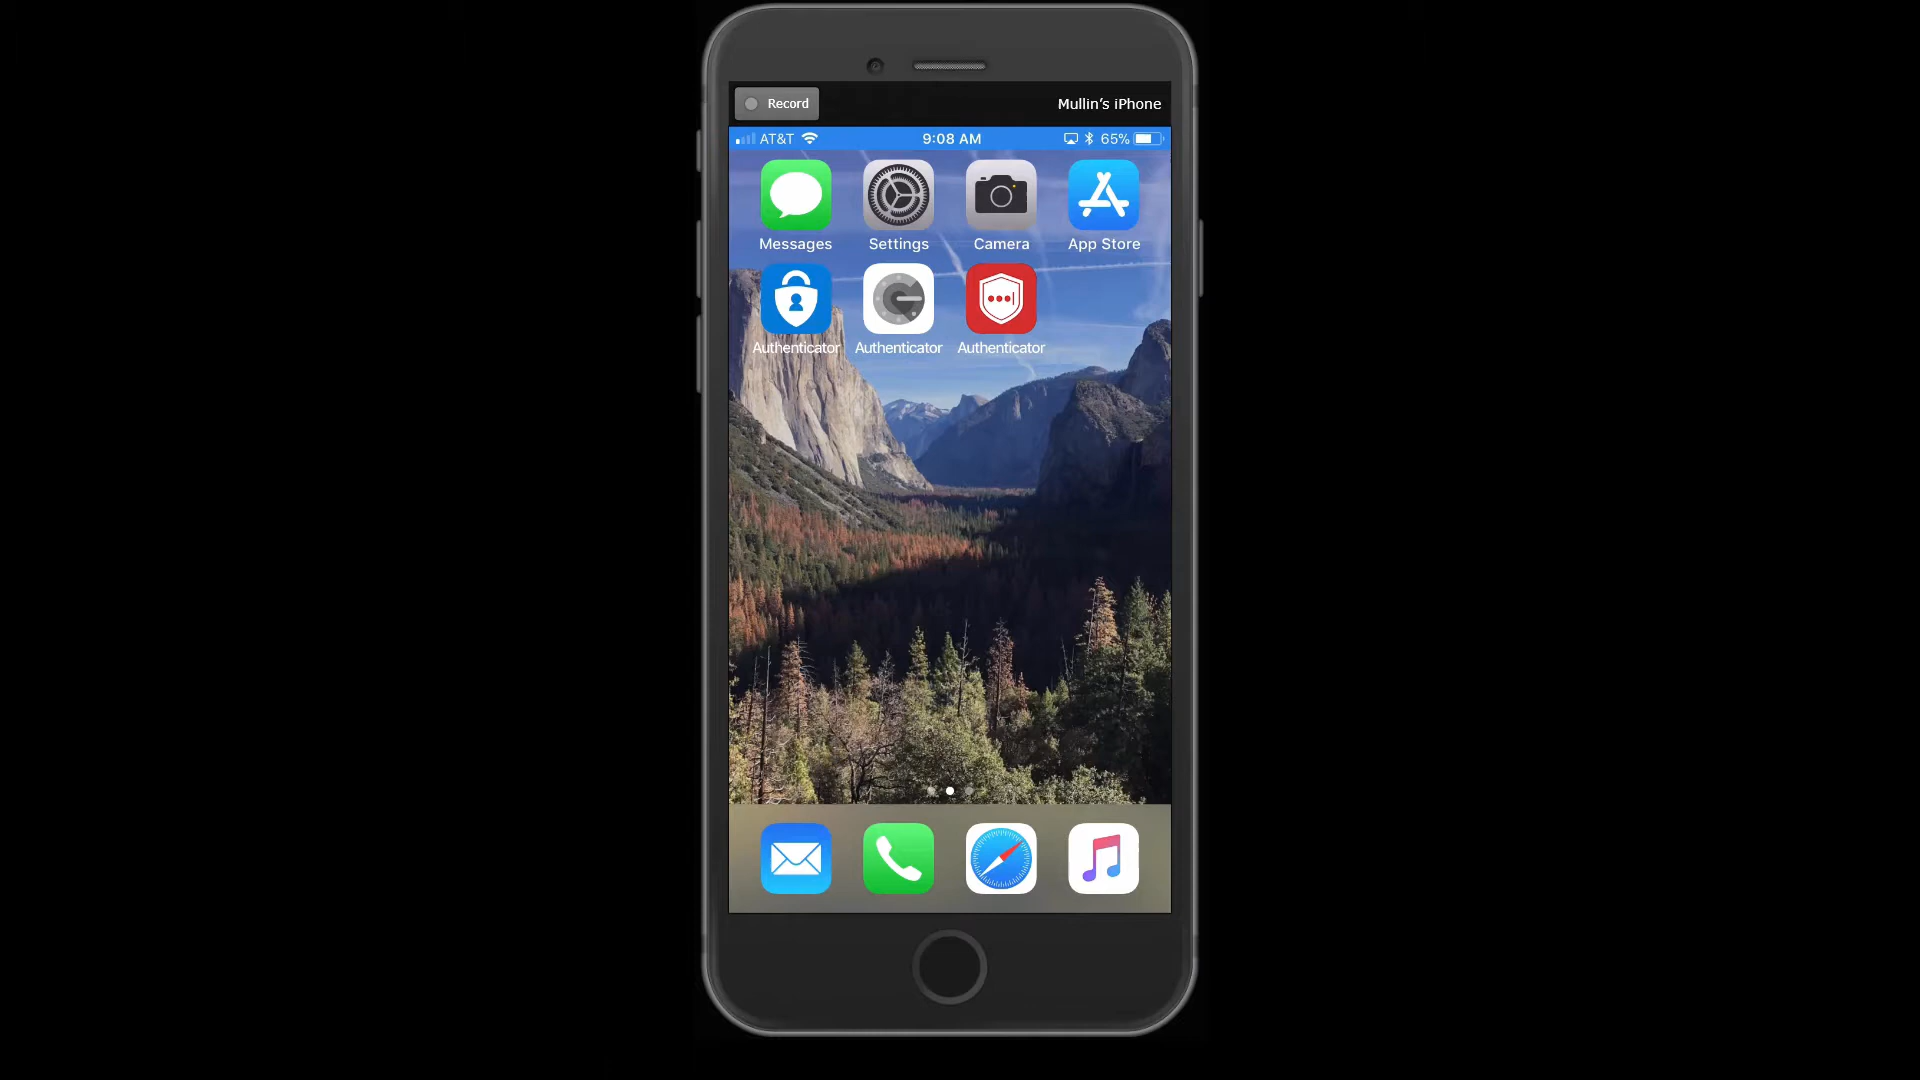 Record
Mullin’s iPhone
AT&T
9:08 AM
65%
Messages
Settings
Camera
App Store
Authenticator
Authenticator
Authenticator